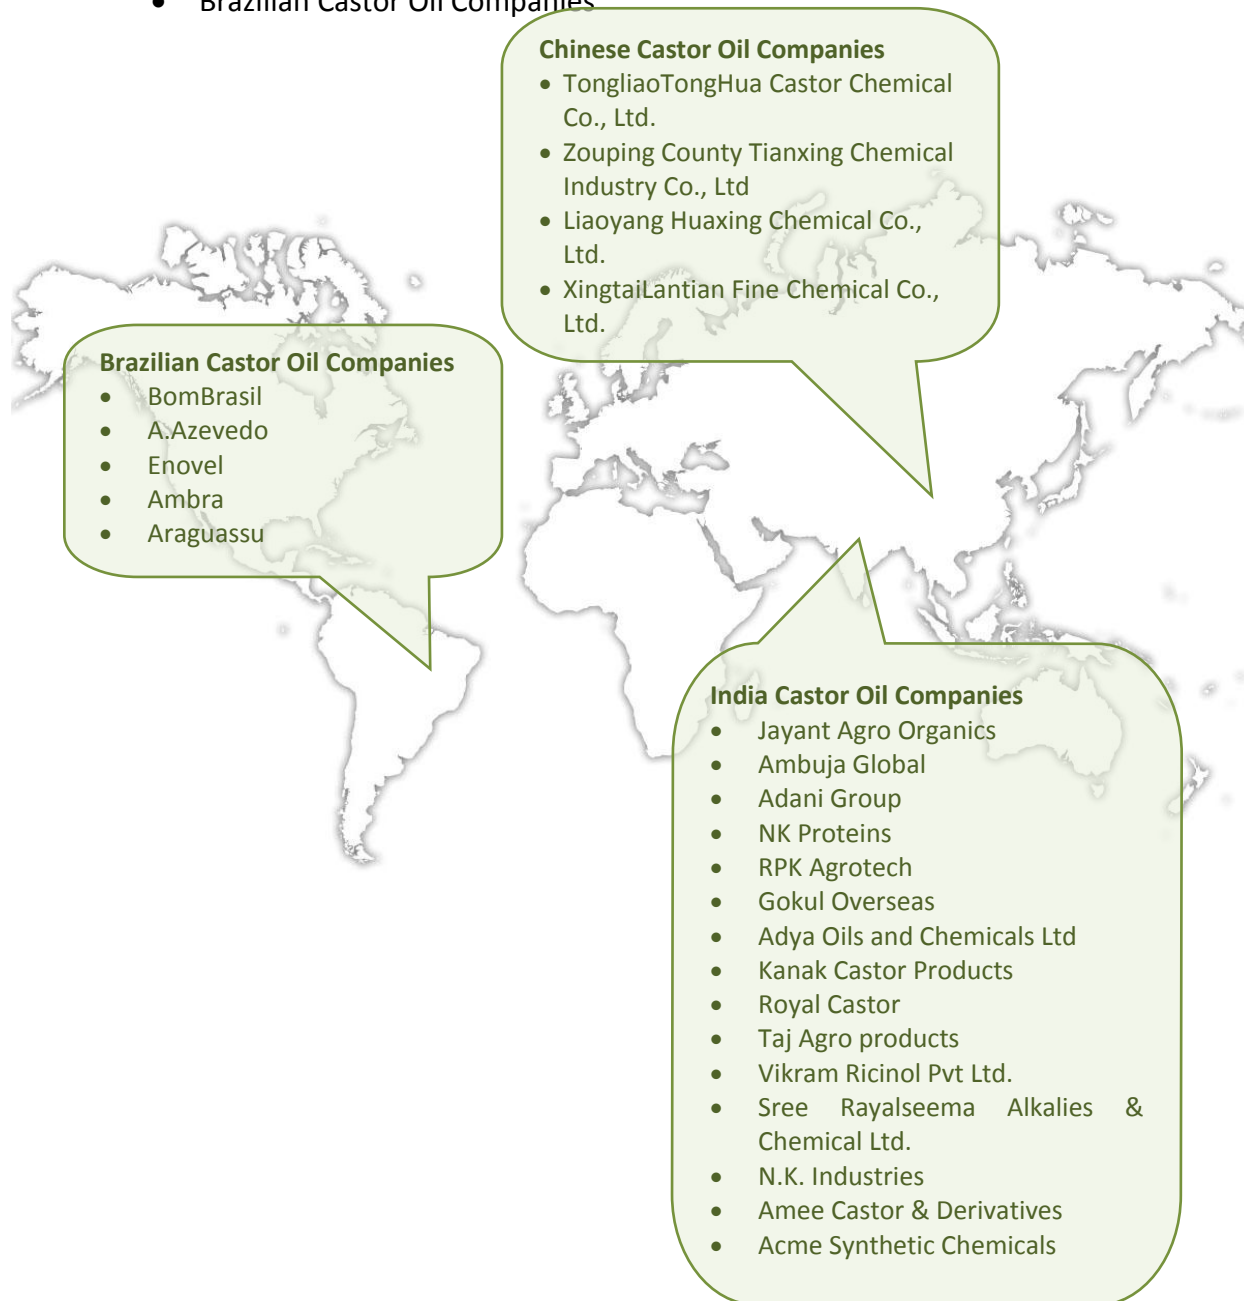 • Brazilian Castor Oil Companies
Chinese Castor Oil Companies
• TongliaoTongHua Castor Chemical
Co., Ltd.
• Zouping County Tianxing Chemical
Industry Co., Ltd
• Liaoyang Huaxing Chemical Co.,
Ltd.
• XingtaiLantian Fine Chemical Co.,
Ltd.
Brazilian Castor Oil Companies
• BomBrasil
• A.Azevedo
• Enovel
• Ambra
• Araguassu
India Castor Oil Companies
• Jayant Agro Organics
• Ambuja Global
• Adani Group
• NK Proteins
• RPK Agrotech
• Gokul Overseas
• Adya Oils and Chemicals Ltd
• Kanak Castor Products
• Royal Castor
• Taj Agro products
• Vikram Ricinol Pvt Ltd.
• Sree Rayalseema Alkalies &
Chemical Ltd.
• N.K. Industries
• Amee Castor & Derivatives
• Acme Synthetic Chemicals